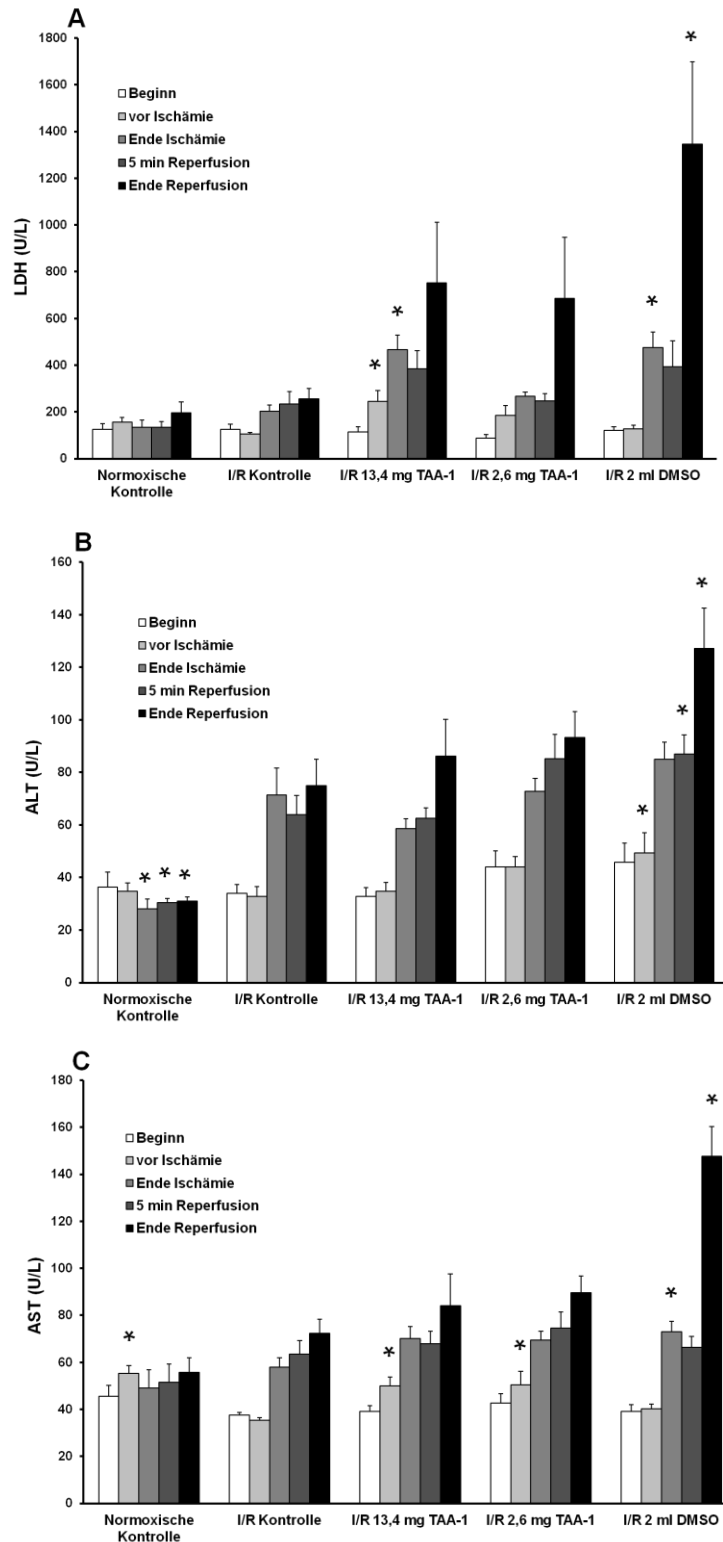 A
1800
1600
1400
1200
1000
800
600
400
200
0
LDH (U/L)
Beginn
vor Ischämie
Ende Ischämie
5 min Reperfusion
Ende Reperfusion
*
*
*
*
Normoxische
Kontrolle
I/R Kontrolle
I/R 13,4 mg TAA-1
I/R 2,6 mg TAA-1
I/R 2 ml DMSO
B
160
140
120
100
80
60
40
20
0
ALT (U/L)
Beginn
vor Ischämie
Ende Ischämie
5 min Reperfusion
Ende Reperfusion
*
*
*
*
*
*
Normoxische
Kontrolle
I/R Kontrolle
I/R 13,4 mg TAA-1
I/R 2,6 mg TAA-1
I/R 2 ml DMSO
C
180
160
140
120
100
80
60
40
20
0
AST (U/L)
Beginn
vor Ischämie
Ende Ischämie
5 min Reperfusion
Ende Reperfusion
*
*
*
*
*
Normoxische
Kontrolle
I/R Kontrolle
I/R 13,4 mg TAA-1
I/R 2,6 mg TAA-1
I/R 2 ml DMSO